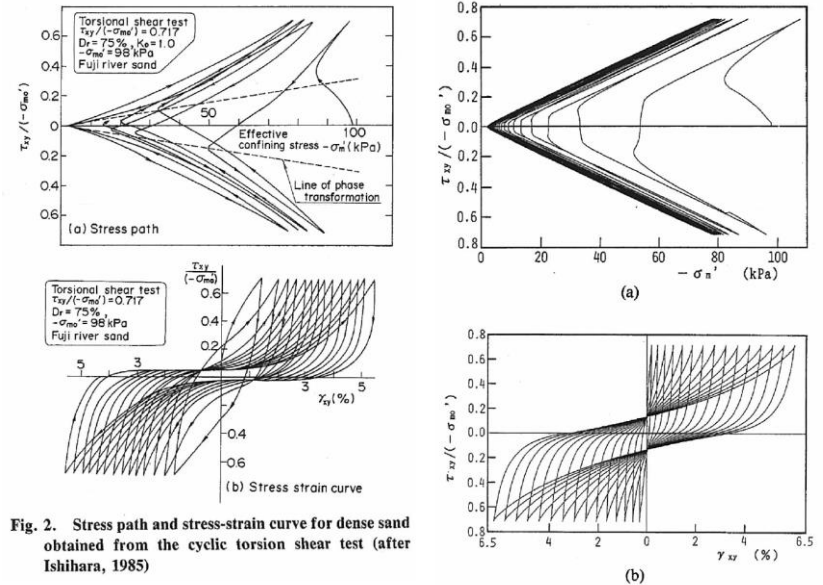 Torsional shear test
τxy/(-σmo')=0.717
Dr=75%, Ko=1.0
-σmo'=98kPa
Fuji river sand
τxy/(-σmo')
0.6
0.4
0.2
0
0.2
0.4
0.6
50
100
Effective
confining stress -σm'(kPa)
Line of phase
transformation
(a) Stress path
Torsional shear test
τxy/(-σmo')=0.717
Dr=75%,
-σmo'=98kPa
Fuji river sand
τxy
(-σmo')
0.6
0.4
0.2
5
3
3
5
γxy(%)
0.4
0.6
(b) Stress strain curve
Fig. 2. Stress path and stress-strain curve for dense sand
obtained from the cyclic torsion shear test (after
Ishihara, 1985)
τxy/(-σmo')
0.8
0.6
0.4
0.2
0
0.2
0.4
0.6
0.8
0 20 40 60 80 100
-σm' (kPa)
(a)
τxy/(-σmo')
0.8
0.6
0.4
0.2
0.0
0.2
0.4
0.6
0.8
6.5 4 2 0 2 4 6.5
γxy (%)
(b)